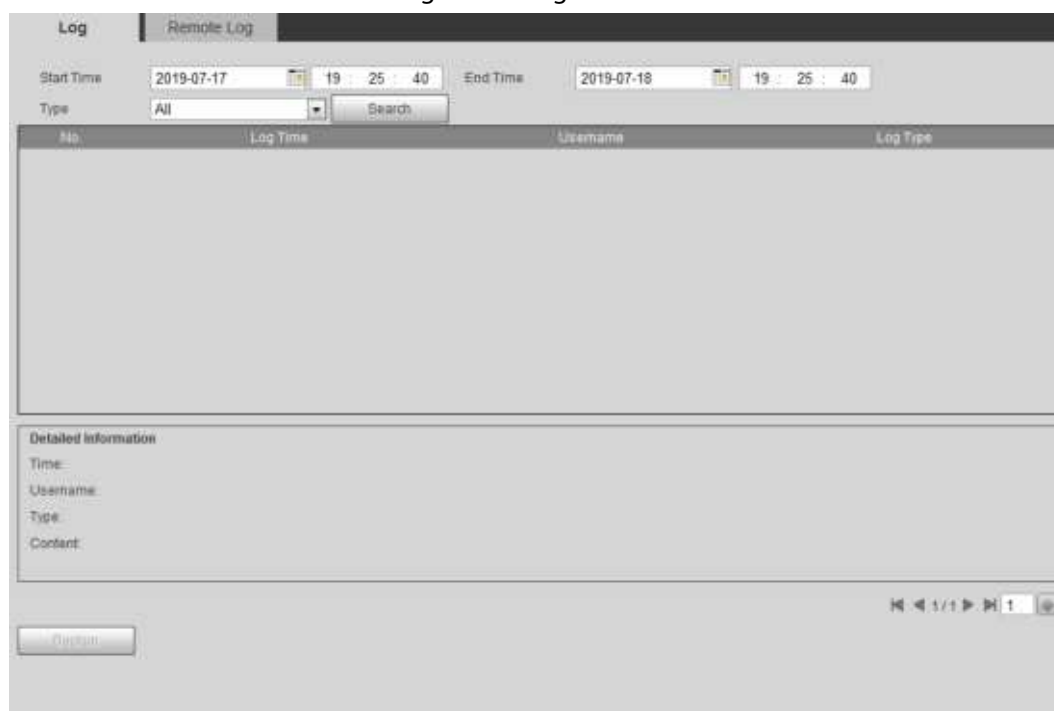 Log Remote Log
Start Time 2019-07-17 19 : 25 : 40 End Time 2019-07-18 19 : 25 : 40
Type All Search
No. Log Time Username Log Type
Detailed Information
Time:
Username:
Type:
Content:
1 / 1 1